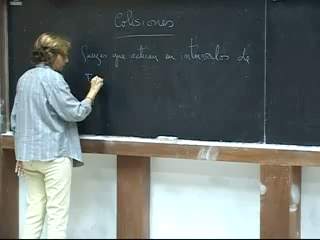 Colisiones
fuerzas que actúan en intervalos de
T